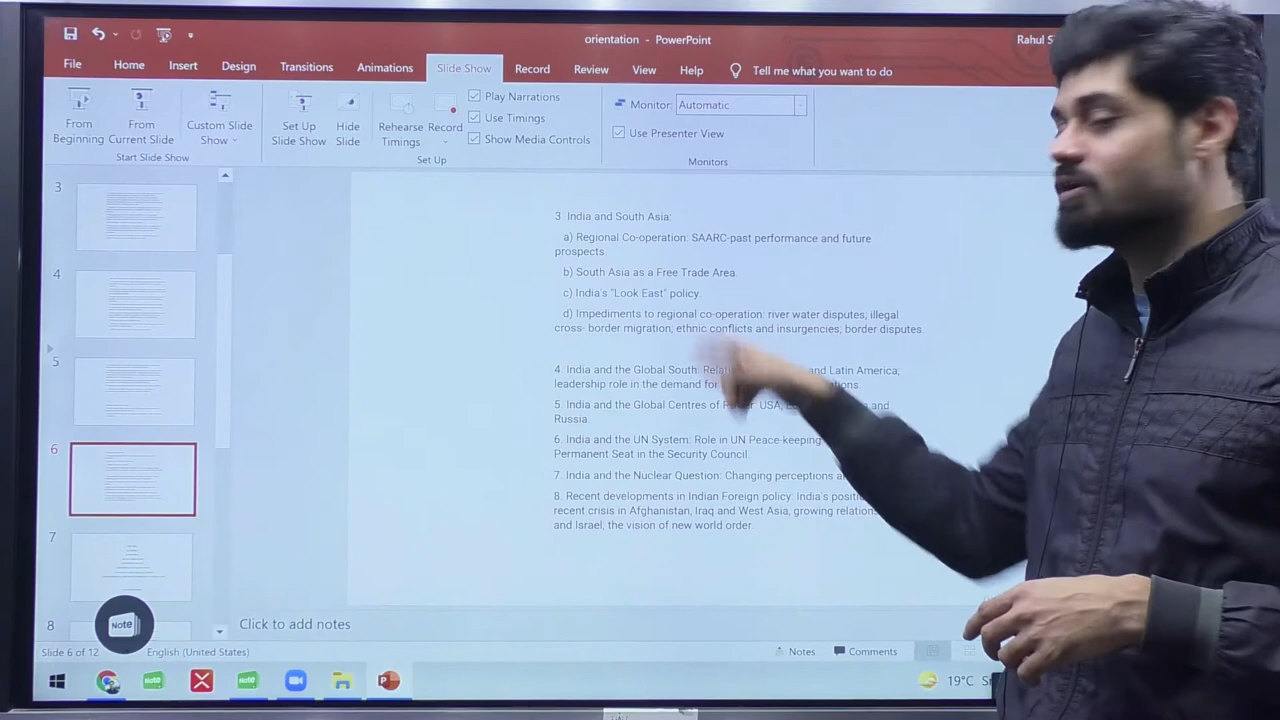 orientation - PowerPoint
Rahul S
File Home Insert Design Transitions Animations Slide Show Record Review View Help Tell me what you want to do
From Beginning
From Current Slide
Custom Slide Show
Start Slide Show
Set Up Slide Show
Hide Slide
Rehearse Timings
Record
Play Narrations
Use Timings
Show Media Controls
Set Up
Monitor: Automatic
Use Presenter View
Monitors
3
4
5
6
7
8
3 India and South Asia:
a) Regional Co-operation: SAARC-past performance and future
prospects.
b) South Asia as a Free Trade Area.
c) India's "Look East" policy.
d) Impediments to regional co-operation: river water disputes; illegal
cross- border migration; ethnic conflicts and insurgencies; border disputes.
4 India and the Global South: and Latin America;
leadership role in the demand for
5. India and the Global Centres of USA, and
Russia.
6. India and the UN System: Role in UN Peace-keeping
Permanent Seat in the Security Council.
7. India and the Nuclear Question: Changing perceptions
8. Recent developments in Indian Foreign policy: India's
recent crisis in Afghanistan, Iraq and West Asia, growing
and Israel; the vision of new world order.
Click to add notes
Note
Slide 6 of 12 English (United States) Notes Comments
19°C